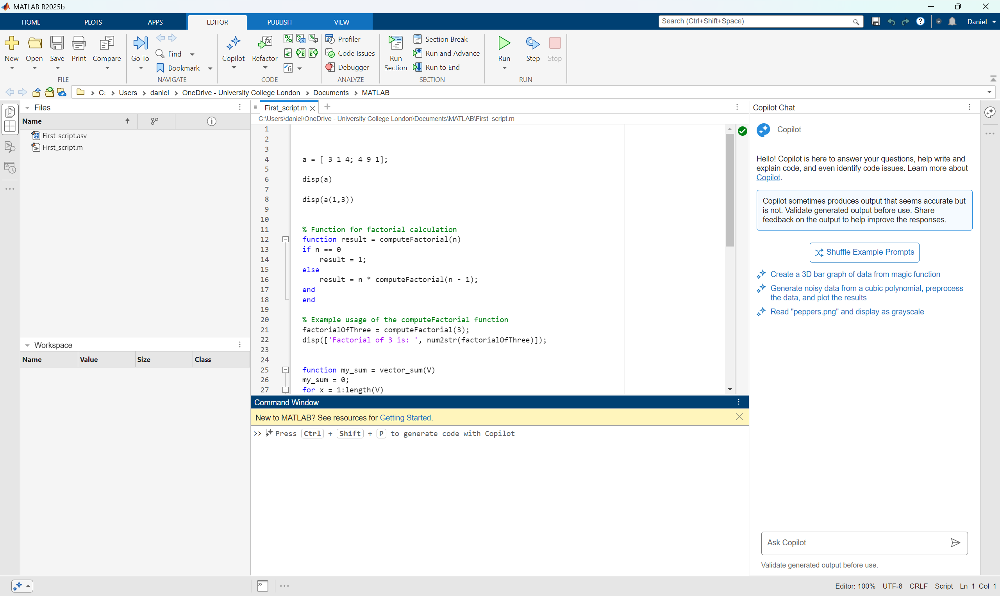 MATLAB R2025b
HOME PLOTS APPS EDITOR PUBLISH VIEW
Search (Ctrl+Shift+Space)
Daniel
New Open Save Print Compare
FILE
Go To Find Bookmark
NAVIGATE
Copilot Refactor
CODE
Profiler
Code Issues
Debugger
ANALYZE
Run Section
Section Break
Run and Advance
Run to End
SECTION
Run Step Stop
RUN
C: Users daniel OneDrive - University College London Documents MATLAB
Files
Name
First_script.asv
First_script.m
Workspace
Name Value Size Class
First_script.m
C:\Users\daniel\OneDrive - University College London\Documents\MATLAB\First_script.m
1
2
3
4 a = [ 3 1 4; 4 9 1];
5
6 disp(a)
7
8 disp(a(1,3))
9
10
11 % Function for factorial calculation
12 function result = computeFactorial(n)
13 if n == 0
14 result = 1;
15 else
16 result = n * computeFactorial(n - 1);
17 end
18 end
19
20 % Example usage of the computeFactorial function
21 factorialOfThree = computeFactorial(3);
22 disp(['Factorial of 3 is: ', num2str(factorialOfThree)]);
23
24
25 function my_sum = vector_sum(V)
26 my_sum = 0;
27 for x = 1:length(V)
Command Window
New to MATLAB? See resources for Getting Started.
>> Press Ctrl + Shift + P to generate code with Copilot
Copilot Chat
Copilot
Hello! Copilot is here to answer your questions, help write and
explain code, and even identify code issues. Learn more about
Copilot.
Copilot sometimes produces output that seems accurate but
is not. Validate generated output before use. Share
feedback on the output to help improve the responses.
Shuffle Example Prompts
Create a 3D bar graph of data from magic function
Generate noisy data from a cubic polynomial, preprocess
the data, and plot the results
Read "peppers.png" and display as grayscale
Ask Copilot
Validate generated output before use.
Editor: 100% UTF-8 CRLF Script Ln 1 Col 1